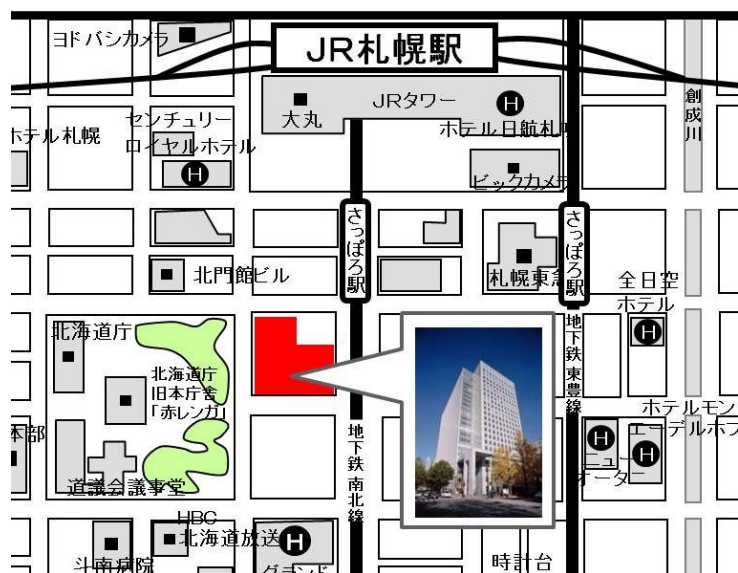 ヨドバシカメラ
JR札幌駅
大丸
JRタワー
ホテル日航札
創成川
ホテル札幌
センチュリー
ロイヤルホテル
ビックカメラ
さっぽろ駅
さっぽろ駅
北門館ビル
札幌東急
全日空
ホテル
北海道庁
北海道庁
旧本庁舎
「赤レンガ」
地下鉄 東豊線
ホテルモン
エーデルホフ
本部
地下鉄 南北線
ニュー
オータニ
道議会議事堂
HBC
北海道放送
斗南病院
グランド
時計台
H
H
H
H
H
H